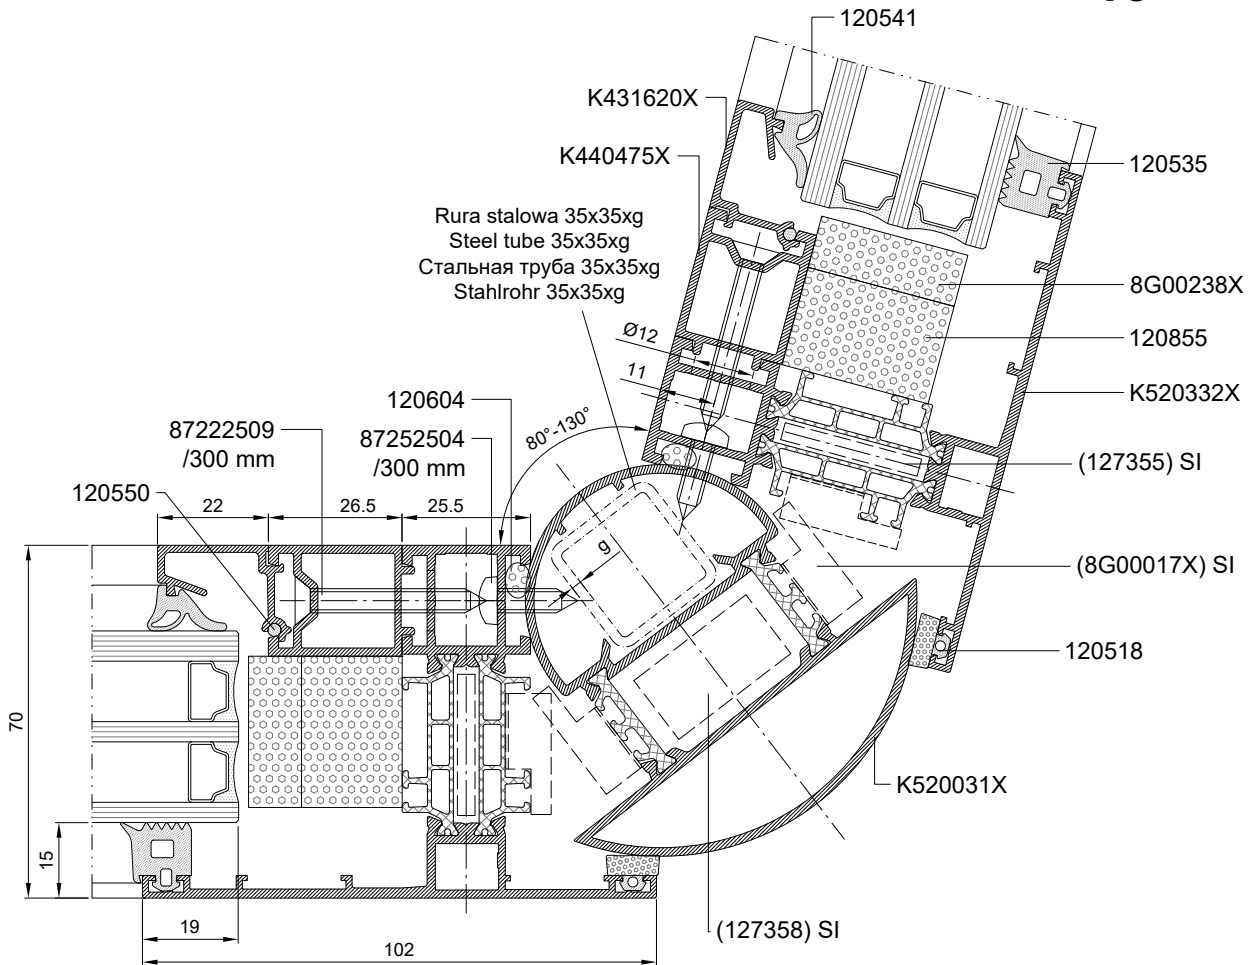 120541
K431620X
K440475X
120535
Rura stalowa 35x35xg
Steel tube 35x35xg
Стальная труба 35x35xg
Stahlrohr 35x35xg
8G00238X
Ø12
120855
11
120604
K520332X
80°-130°
87222509
/300 mm
87252504
/300 mm
(127355) SI
120550
22
26.5
25.5
g
(8G00017X) SI
120518
70
K520031X
15
19
(127358) SI
102